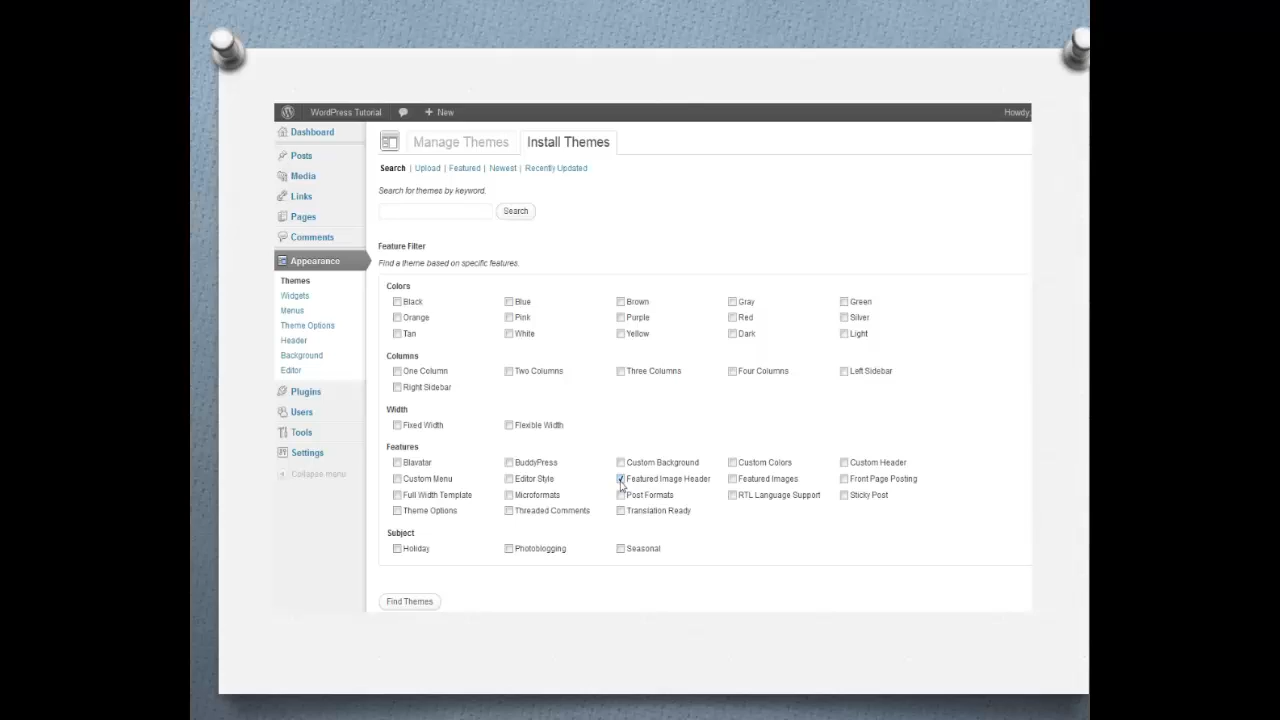 WordPress Tutorial New Howdy,
Dashboard
Posts
Media
Links
Pages
Comments
Appearance
Themes
Widgets
Menus
Theme Options
Header
Background
Editor
Plugins
Users
Tools
Settings
Collapse menu
Manage Themes Install Themes
Search | Upload | Featured | Newest | Recently Updated
Search for themes by keyword.
Search
Feature Filter
Find a theme based on specific features.
Colors
Black Blue Brown Gray Green
Orange Pink Purple Red Silver
Tan White Yellow Dark Light
Columns
One Column Two Columns Three Columns Four Columns Left Sidebar
Right Sidebar
Width
Fixed Width Flexible Width
Features
Blavatar BuddyPress Custom Background Custom Colors Custom Header
Custom Menu Editor Style Featured Image Header Featured Images Front Page Posting
Full Width Template Microformats Post Formats RTL Language Support Sticky Post
Theme Options Threaded Comments Translation Ready
Subject
Holiday Photoblogging Seasonal
Find Themes